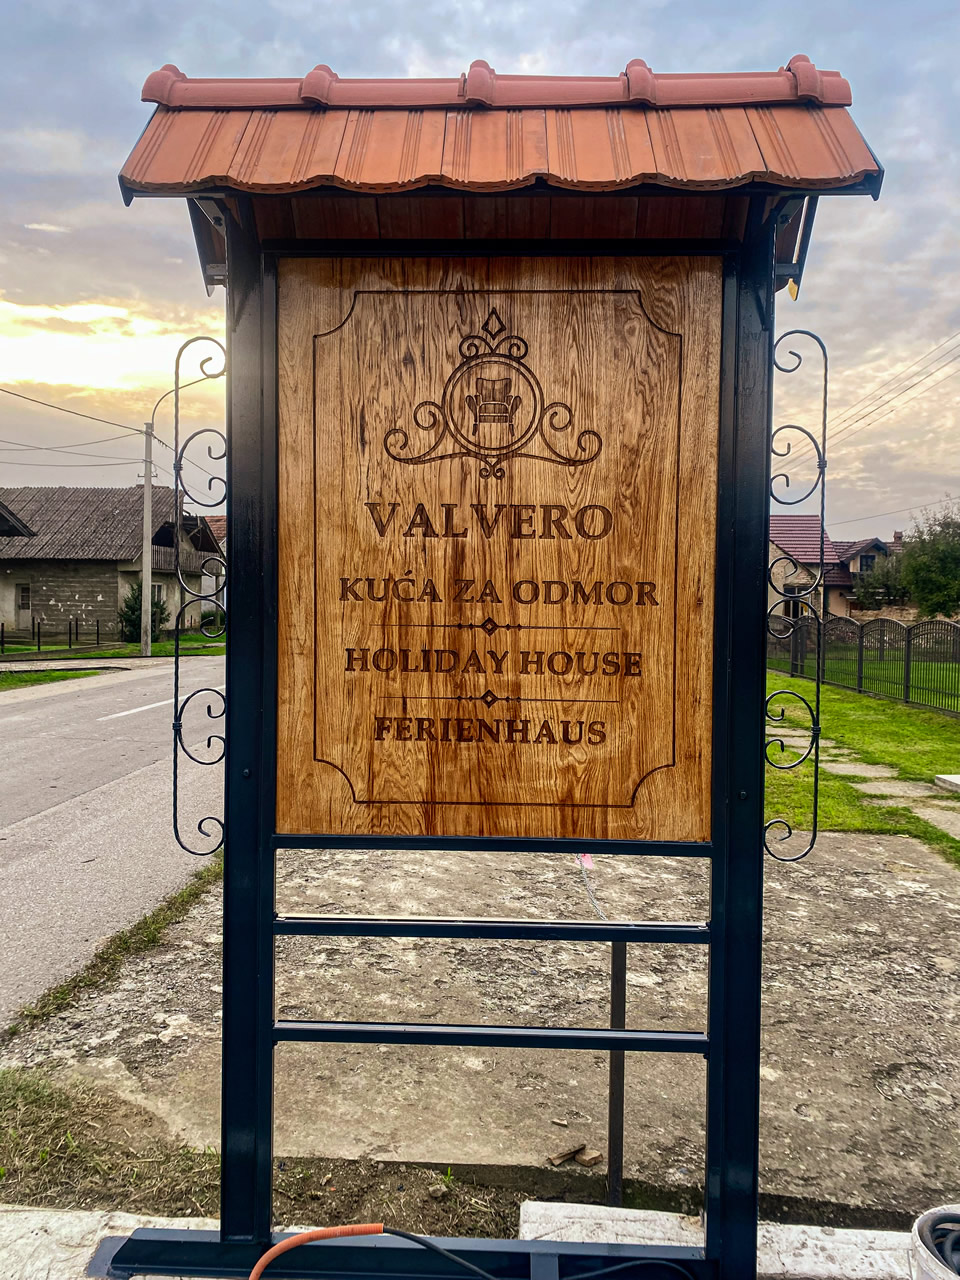 VALVERO
KUĆA ZA ODMOR
HOLIDAY HOUSE
FERIENHAUS